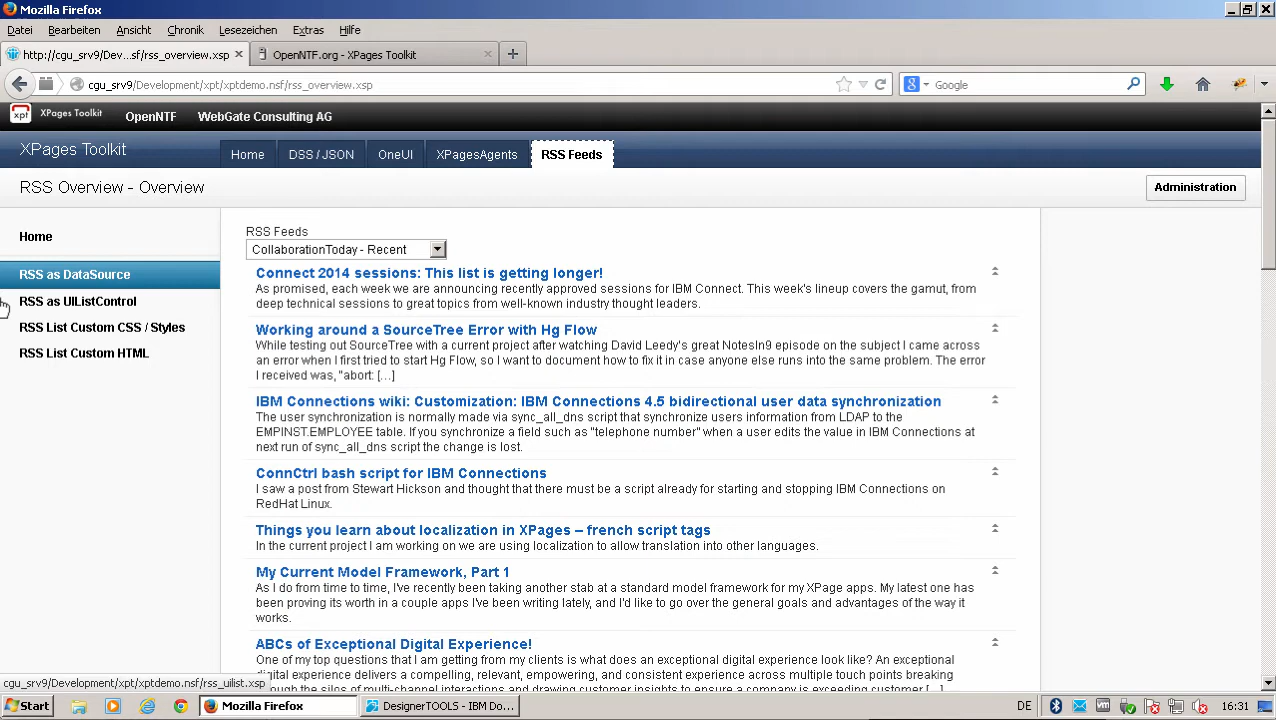 Mozilla Firefox
Datei Bearbeiten Ansicht Chronik Lesezeichen Extras Hilfe
http://cgu_srv9/Dev...sf/rss_overview.xsp × OpenNTF.org - XPages Toolkit ×
cgu_srv9/Development/xpt/xptdemo.nsf/rss_overview.xsp Google
xpt XPages Toolkit OpenNTF WebGate Consulting AG
XPages Toolkit Home DSS / JSON OneUI XPagesAgents RSS Feeds
RSS Overview - Overview Administration
Home
RSS as DataSource
RSS as UIListControl
RSS List Custom CSS / Styles
RSS List Custom HTML
RSS Feeds
CollaborationToday - Recent
Connect 2014 sessions: This list is getting longer!
As promised, each week we are announcing recently approved sessions for IBM Connect. This week's lineup covers the gamut, from
deep technical sessions to great topics from well-known industry thought leaders.
Working around a SourceTree Error with Hg Flow
While testing out SourceTree with a current project after watching David Leedy's great NotesIn9 episode on the subject I came across
an error when I first tried to start Hg Flow, so I want to document how to fix it in case anyone else runs into the same problem. The error
I received was, "abort: [...]
IBM Connections wiki: Customization: IBM Connections 4.5 bidirectional user data synchronization
The user synchronization is normally made via sync_all_dns script that synchronize users information from LDAP to the
EMPINST.EMPLOYEE table. If you synchronize a field such as "telephone number" when a user edits the value in IBM Connections at
next run of sync_all_dns script the change is lost.
ConnCtrl bash script for IBM Connections
I saw a post from Stewart Hickson and thought that there must be a script already for starting and stopping IBM Connections on
RedHat Linux.
Things you learn about localization in XPages – french script tags
In the current project I am working on we are using localization to allow translation into other languages.
My Current Model Framework, Part 1
As I do from time to time, I've recently been taking another stab at a standard model framework for my XPage apps. My latest one has
been proving its worth in a couple apps I've been writing lately, and I'd like to go over the general goals and advantages of the way it
works.
ABCs of Exceptional Digital Experience!
One of my top questions that I am getting from my clients is what does an exceptional digital experience look like? An exceptional
digital experience delivers a compelling, relevant, empowering, and consistent experience across multiple touch points bridging
through the silos of multi-channel interactions and drawing customer insights to ensure a company is exceeding customer [...]
cgu_srv9/Development/xpt/xptdemo.nsf/rss_uilist.xsp
Start Mozilla Firefox DesignerTOOLS - IBM Do... DE 16:31